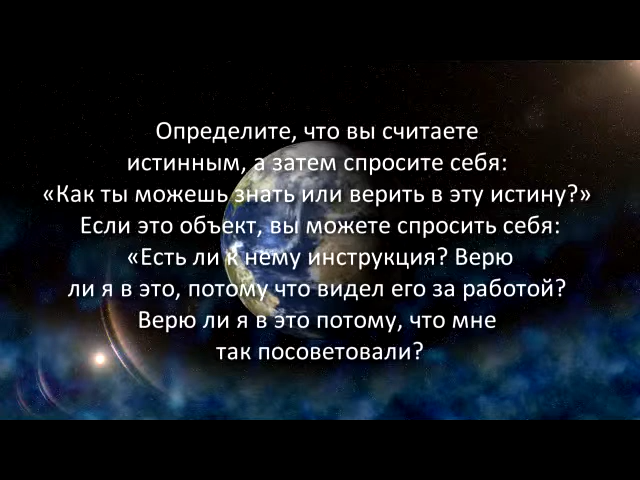 Определите, что вы считаете
истинным, а затем спросите себя:
«Как ты можешь знать или верить в эту истину?»
Если это объект, вы можете спросить себя:
«Есть ли к нему инструкция? Верю
ли я в это, потому что видел его за работой?
Верю ли я в это потому, что мне
так посоветовали?